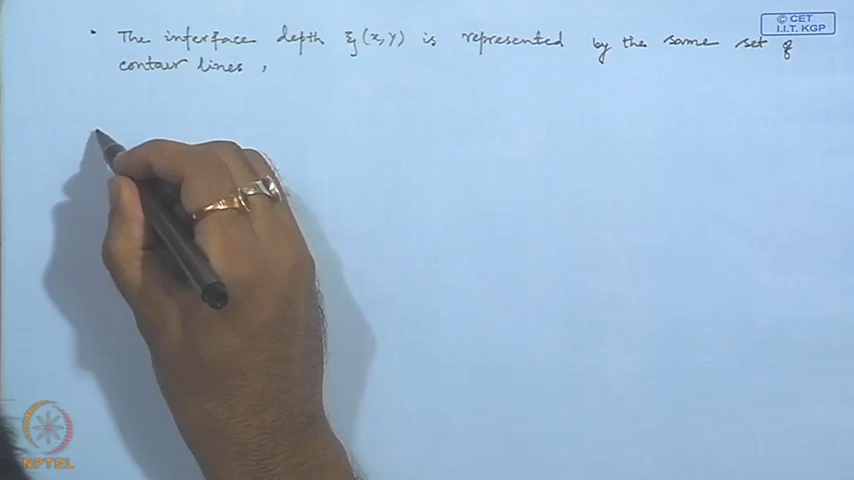 © CET
I.I.T. KGP
• The interface depth ξ(x,y) is represented by the same set of
contour lines,
NPTEL